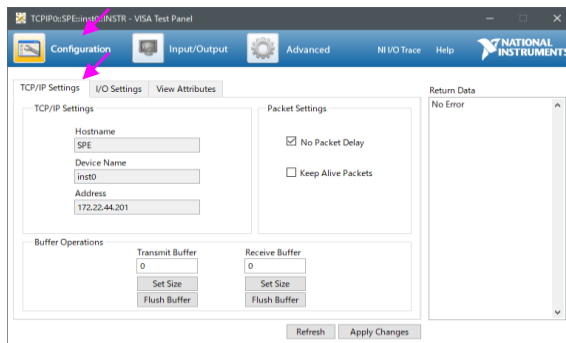 TCPIP0::SPE::inst0::INSTR - VISA Test Panel
Configuration
Input/Output
Advanced
NI I/O Trace
Help
NATIONAL
INSTRUMENTS
TCP/IP Settings
I/O Settings
View Attributes
Return Data
TCP/IP Settings
Packet Settings
No Error
Hostname
SPE
No Packet Delay
Device Name
inst0
Keep Alive Packets
Address
172.22.44.201
Buffer Operations
Transmit Buffer
Receive Buffer
0
0
Set Size
Set Size
Flush Buffer
Flush Buffer
Refresh
Apply Changes